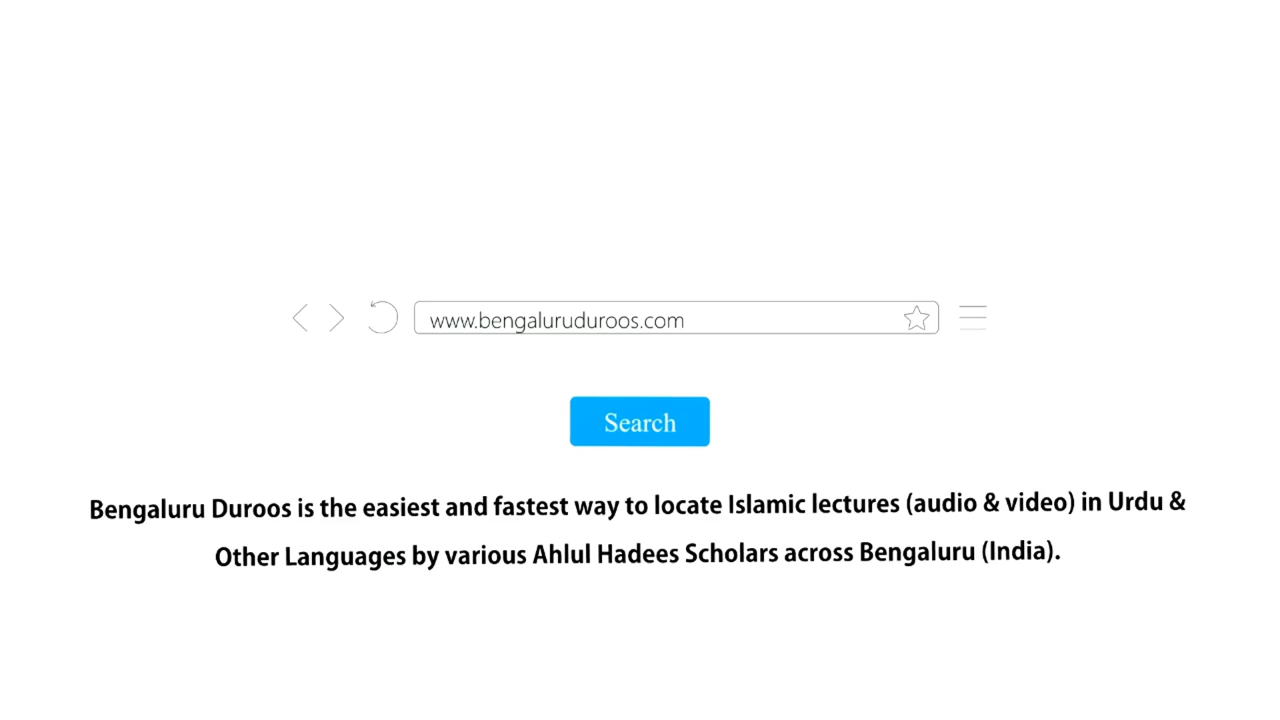 www.bengaluruduroos.com
Search
Bengaluru Duroos is the easiest and fastest way to locate Islamic lectures (audio & video) in Urdu &
Other Languages by various Ahlul Hadees Scholars across Bengaluru (India).